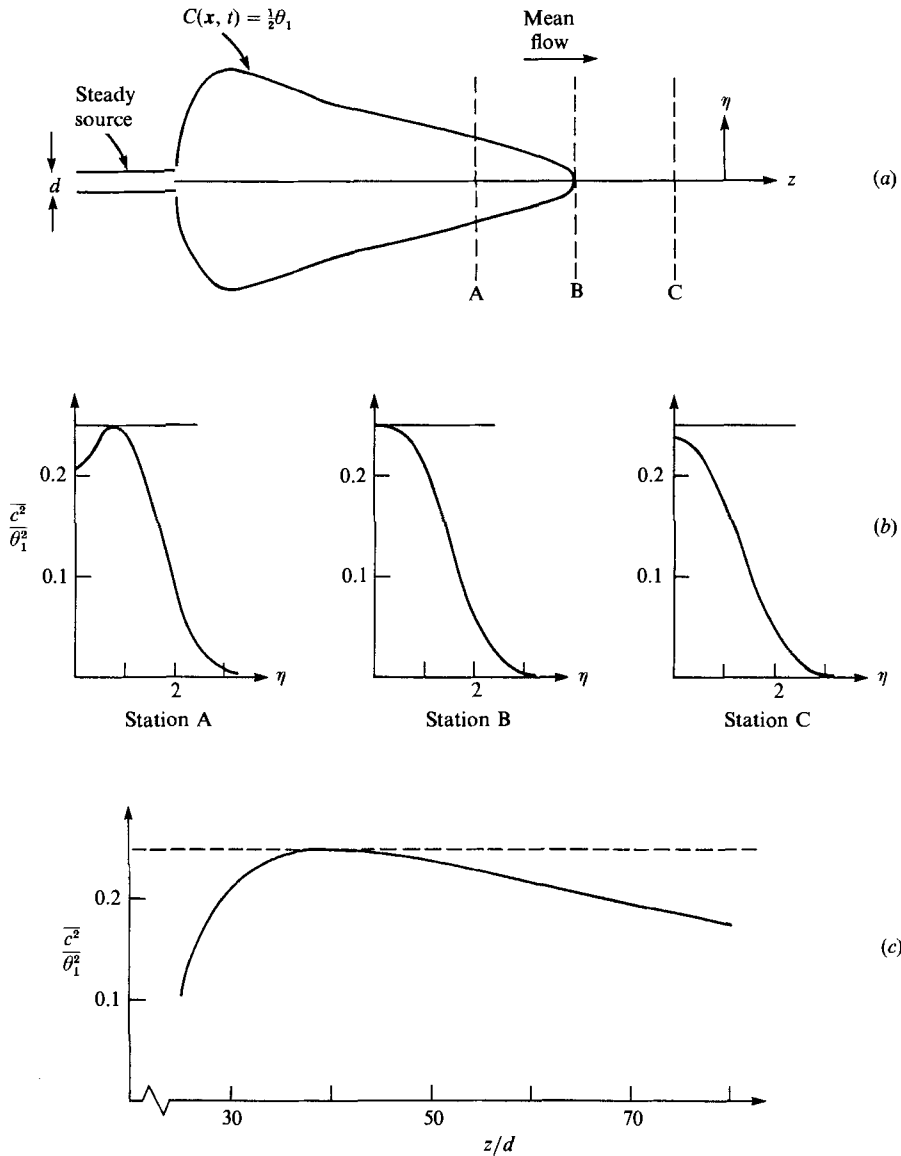 C(x, t) = ½θ₁
Mean
flow
Steady
source
η
d
z
(a)
A
B
C
0.2
0.2
0.2
c²
θ₁²
(b)
0.1
0.1
0.1
2
η
2
η
2
η
Station A
Station B
Station C
0.2
c²
θ₁²
(c)
0.1
30
50
70
z/d